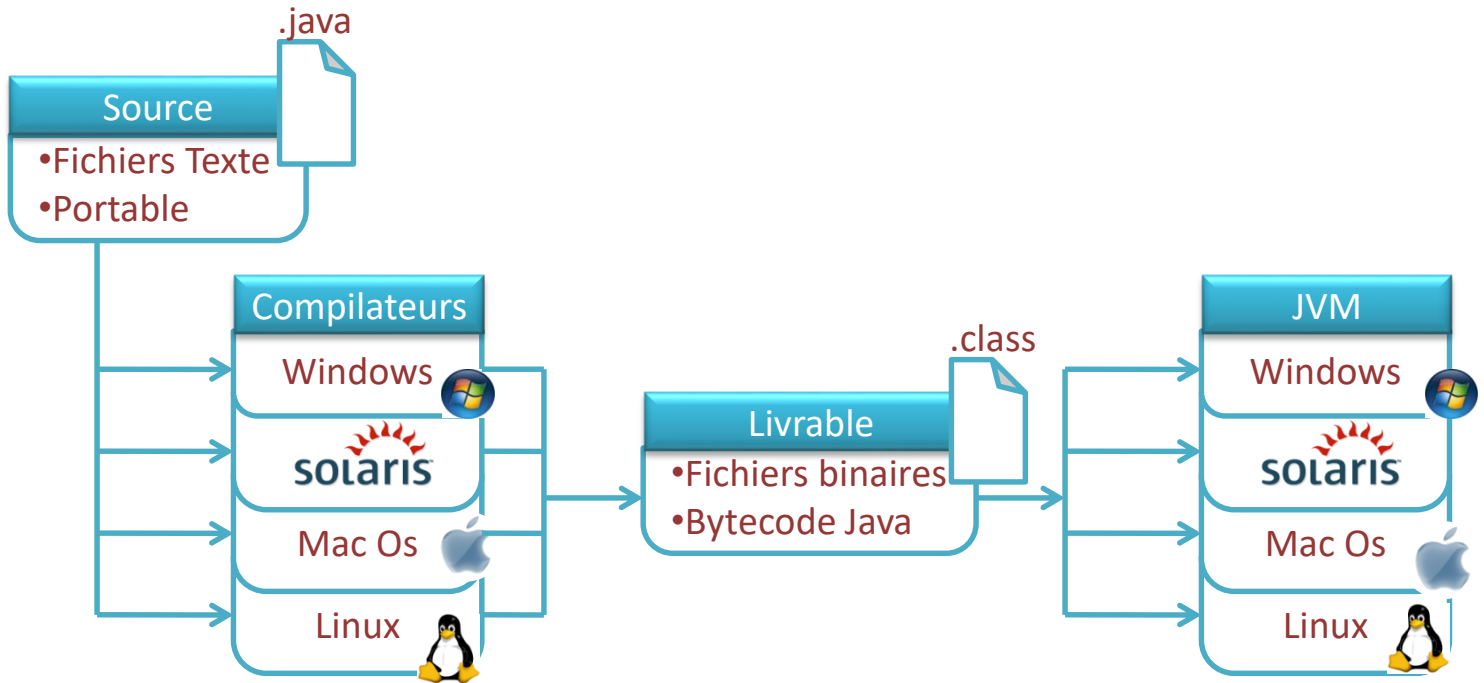 .java
Source
•Fichiers Texte
•Portable
Compilateurs
Windows
solaris
Mac Os
Linux
.class
Livrable
•Fichiers binaires
•Bytecode Java
JVM
Windows
solaris
Mac Os
Linux